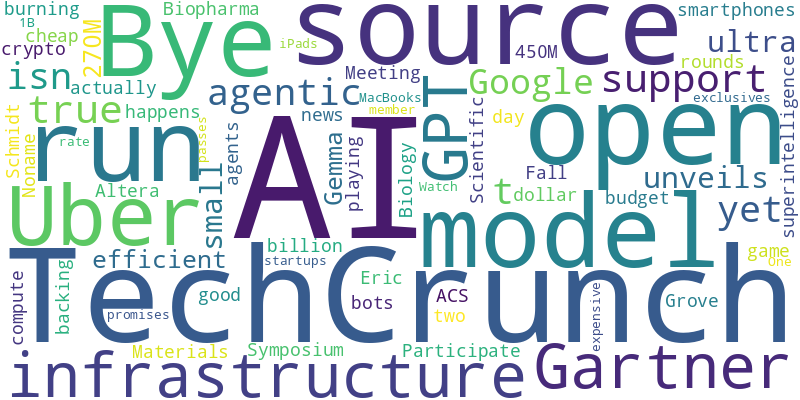 burning
1B
cheap
crypto
isn
actually
true
happens
270M
Bye
Biopharma
source
iPads
450M
smartphones
ultra
rounds
support
exclusives
Meeting
MacBooks
member
agentic
news
Google
GPT
Scientific
day
open
superintelligence
Schmidt
Noname
run
passes
rate
agents
AI
Gemma
playing
Biology
Watch
Fall
t
dollar
unveils
budget
yet
Uber
Altera
small
model
game
One
efficient
billion
startups
TechCrunch
compute
backing
promises
good
Eric
bots
ACS
two
expensive
Grove
Materials
Symposium
Participate
infrastructure
Gartner